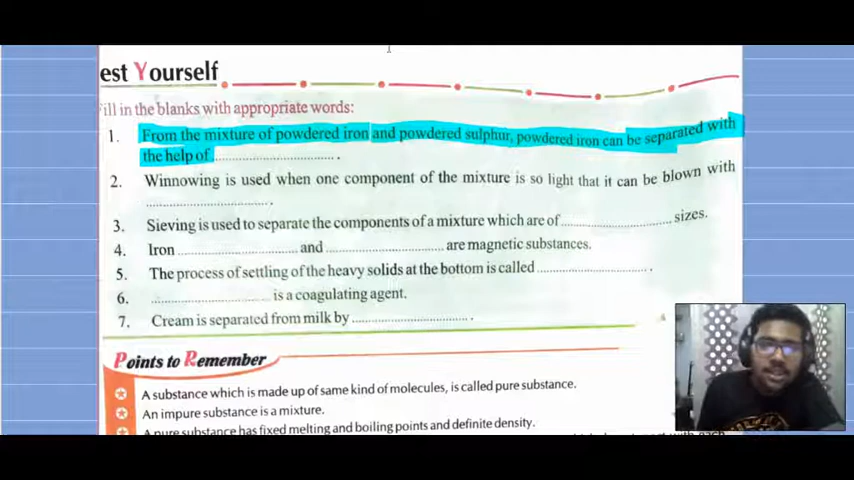 est Yourself
ill in the blanks with appropriate words:
1. From the mixture of powdered iron and powdered sulphur, powdered iron can be separated with
the help of .................................. .
2. Winnowing is used when one component of the mixture is so light that it can be blown with
.................................. .
3. Sieving is used to separate the components of a mixture which are of .............................. sizes.
4. Iron .................................. and .................................. are magnetic substances.
5. The process of settling of the heavy solids at the bottom is called .............................. .
6. .................................. is a coagulating agent.
7. Cream is separated from milk by .................................. .
Points to Remember
A substance which is made up of same kind of molecules, is called pure substance.
An impure substance is a mixture.
A pure substance has fixed melting and boiling points and definite density.